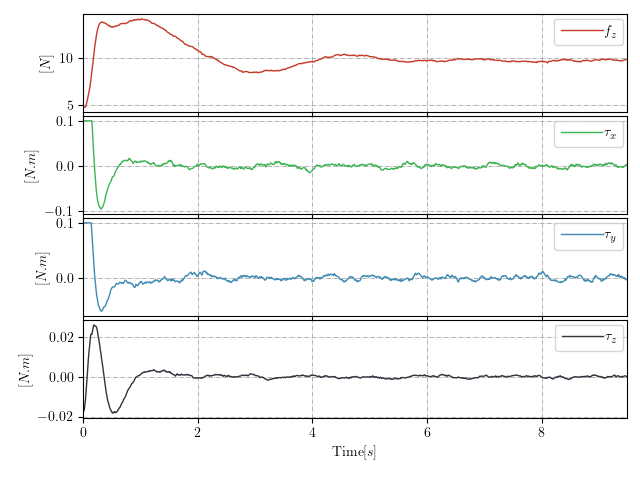 [N]
10
5
f_z
[N.m]
0.1
0.0
−0.1
τ_x
[N.m]
0.1
0.0
τ_y
[N.m]
0.02
0.00
−0.02
τ_z
0 2 4 6 8
Time[s]